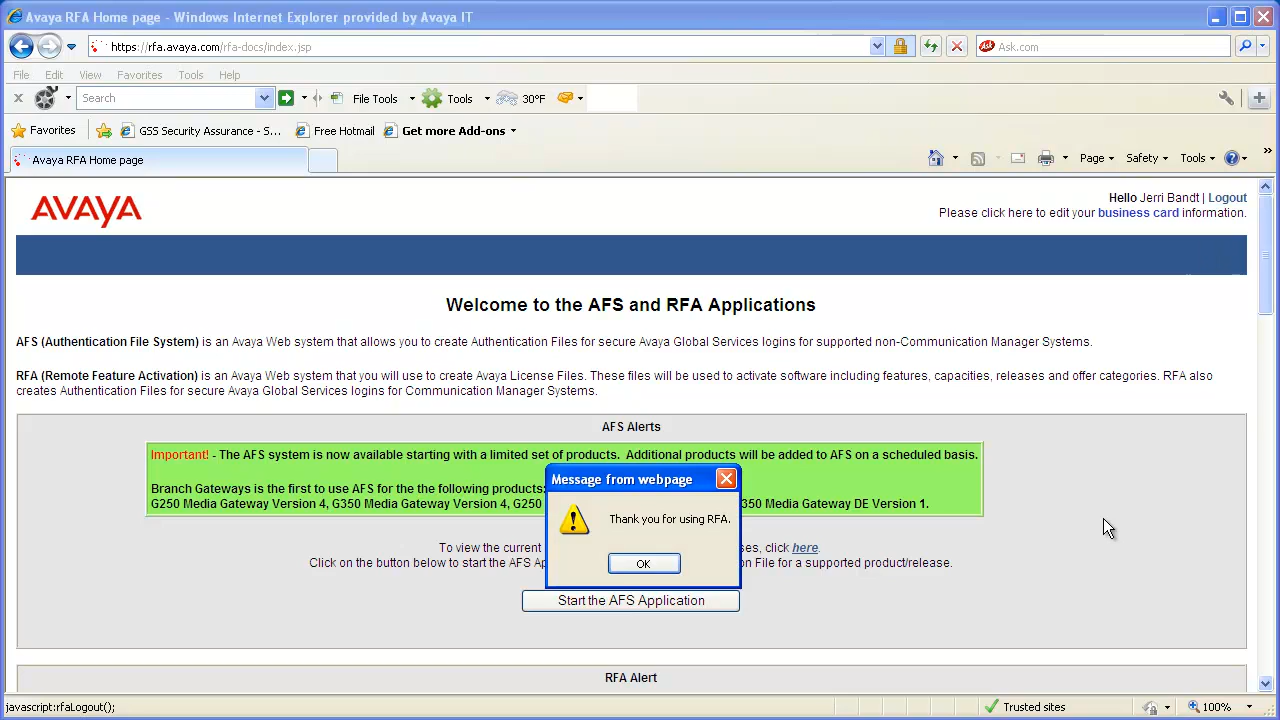 Avaya RFA Home page - Windows Internet Explorer provided by Avaya IT
https://rfa.avaya.com/rfa-docs/index.jsp
Ask Ask.com
File Edit View Favorites Tools Help
Search File Tools Tools 30°F
Favorites GSS Security Assurance - S... Free Hotmail Get more Add-ons
Avaya RFA Home page Page Safety Tools »
AVAYA
Hello Jerri Bandt | Logout
Please click here to edit your business card information.
Welcome to the AFS and RFA Applications
AFS (Authentication File System) is an Avaya Web system that allows you to create Authentication Files for secure Avaya Global Services logins for supported non-Communication Manager Systems.
RFA (Remote Feature Activation) is an Avaya Web system that you will use to create Avaya License Files. These files will be used to activate software including features, capacities, releases and offer categories. RFA also
creates Authentication Files for secure Avaya Global Services logins for Communication Manager Systems.
AFS Alerts
Important! - The AFS system is now available starting with a limited set of products. Additional products will be added to AFS on a scheduled basis.
Branch Gateways is the first to use AFS for the the following products:
G250 Media Gateway Version 4, G350 Media Gateway Version 4, G250 350 Media Gateway DE Version 1.
Message from webpage
Thank you for using RFA.
OK
To view the current es, click here.
Click on the button below to start the AFS Ap on File for a supported product/release.
Start the AFS Application
RFA Alert
javascript:rfaLogout(); Trusted sites 100%